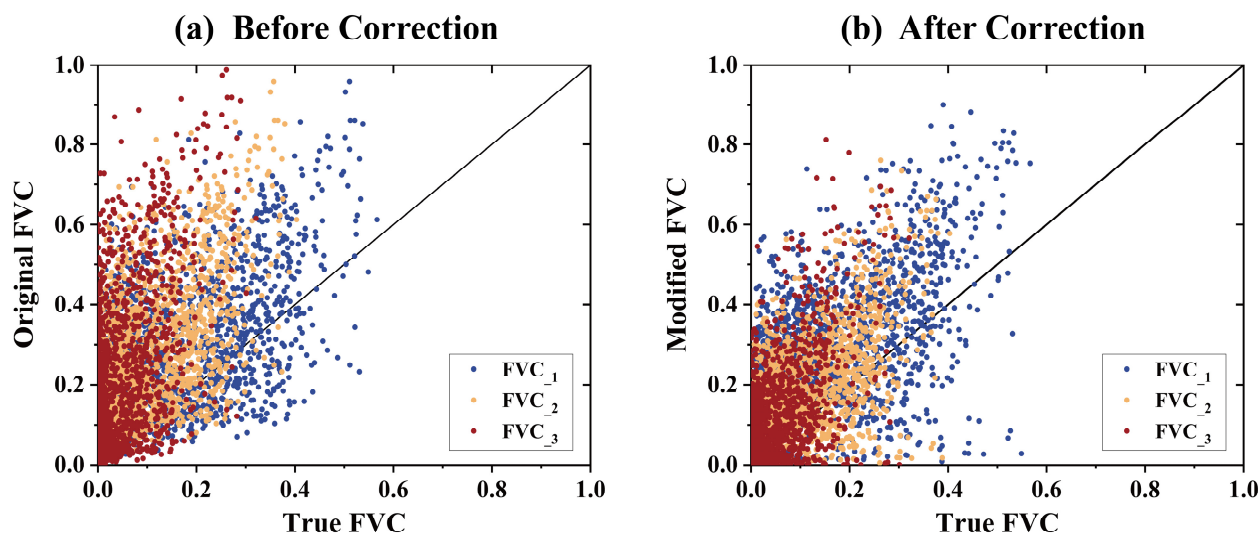 (a) Before Correction
1.0
0.8
0.6
0.4
0.2
0.0
Original FVC
0.0 0.2 0.4 0.6 0.8 1.0
True FVC
FVC_1
FVC_2
FVC_3
(b) After Correction
1.0
0.8
0.6
0.4
0.2
0.0
Modified FVC
0.0 0.2 0.4 0.6 0.8 1.0
True FVC
FVC_1
FVC_2
FVC_3